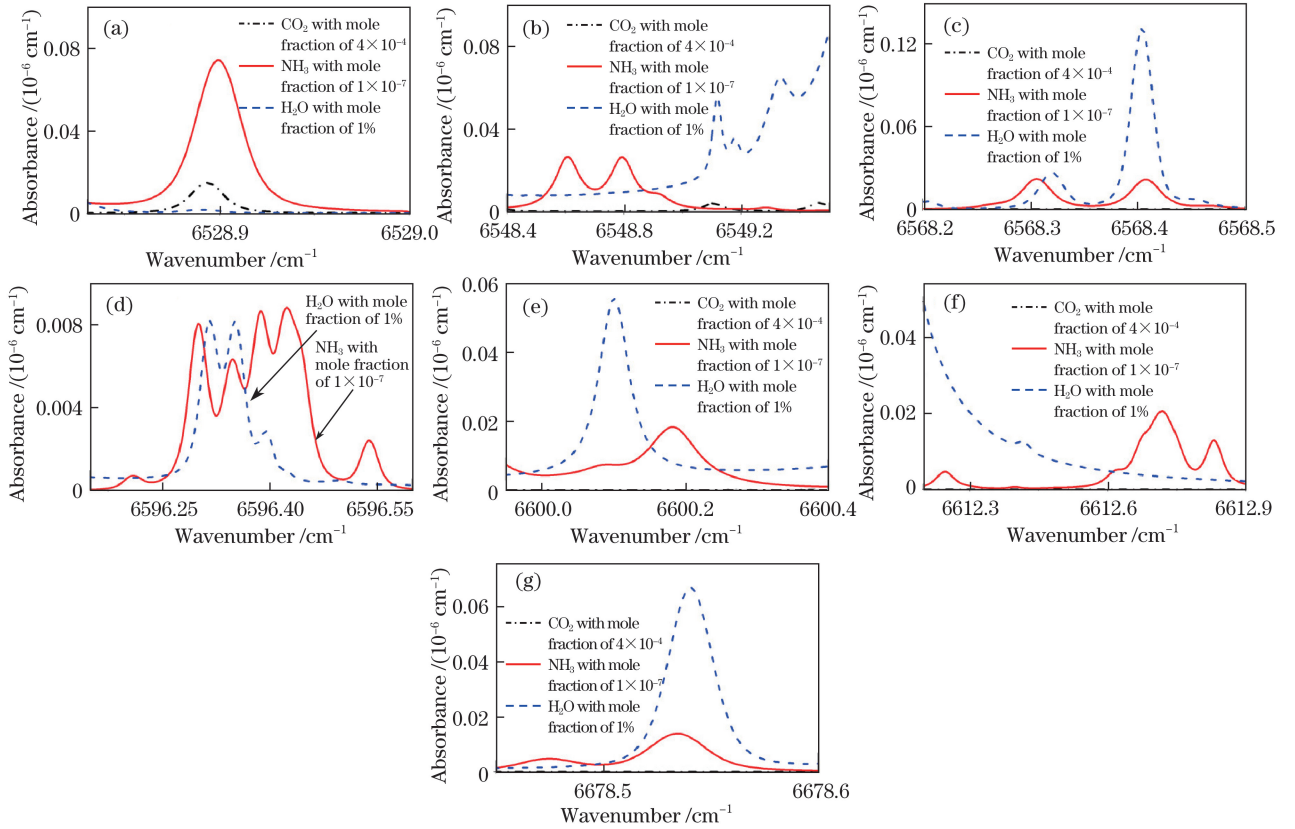 (a)
CO₂ with mole
fraction of 4×10⁻⁴
NH₃ with mole
fraction of 1×10⁻⁷
H₂O with mole
fraction of 1%
0.08
0.04
0
Absorbance /(10⁻⁶ cm⁻¹)
6528.9
6529.0
Wavenumber /cm⁻¹
(b)
CO₂ with mole
fraction of 4×10⁻⁴
NH₃ with mole
fraction of 1×10⁻⁷
H₂O with mole
fraction of 1%
0.08
0.04
0
Absorbance /(10⁻⁶ cm⁻¹)
6548.4
6548.8
6549.2
Wavenumber /cm⁻¹
(c)
CO₂ with mole
fraction of 4×10⁻⁴
NH₃ with mole
fraction of 1×10⁻⁷
H₂O with mole
fraction of 1%
0.12
0.06
0
Absorbance /(10⁻⁶ cm⁻¹)
6568.2
6568.3
6568.4
6568.5
Wavenumber /cm⁻¹
(d)
H₂O with mole
fraction of 1%
NH₃ with
mole fraction
of 1×10⁻⁷
0.008
0.004
0
Absorbance /(10⁻⁶ cm⁻¹)
6596.25
6596.40
6596.55
Wavenumber /cm⁻¹
(e)
CO₂ with mole
fraction of 4×10⁻⁴
NH₃ with mole
fraction of 1×10⁻⁷
H₂O with mole
fraction of 1%
0.06
0.04
0.02
0
Absorbance /(10⁻⁶ cm⁻¹)
6600.0
6600.2
6600.4
Wavenumber /cm⁻¹
(f)
CO₂ with mole
fraction of 4×10⁻⁴
NH₃ with mole
fraction of 1×10⁻⁷
H₂O with mole
fraction of 1%
0.04
0.02
0
Absorbance /(10⁻⁶ cm⁻¹)
6612.3
6612.6
6612.9
Wavenumber /cm⁻¹
(g)
CO₂ with mole
fraction of 4×10⁻⁴
NH₃ with mole
fraction of 1×10⁻⁷
H₂O with mole
fraction of 1%
0.06
0.04
0.02
0
Absorbance /(10⁻⁶ cm⁻¹)
6678.5
6678.6
Wavenumber /cm⁻¹